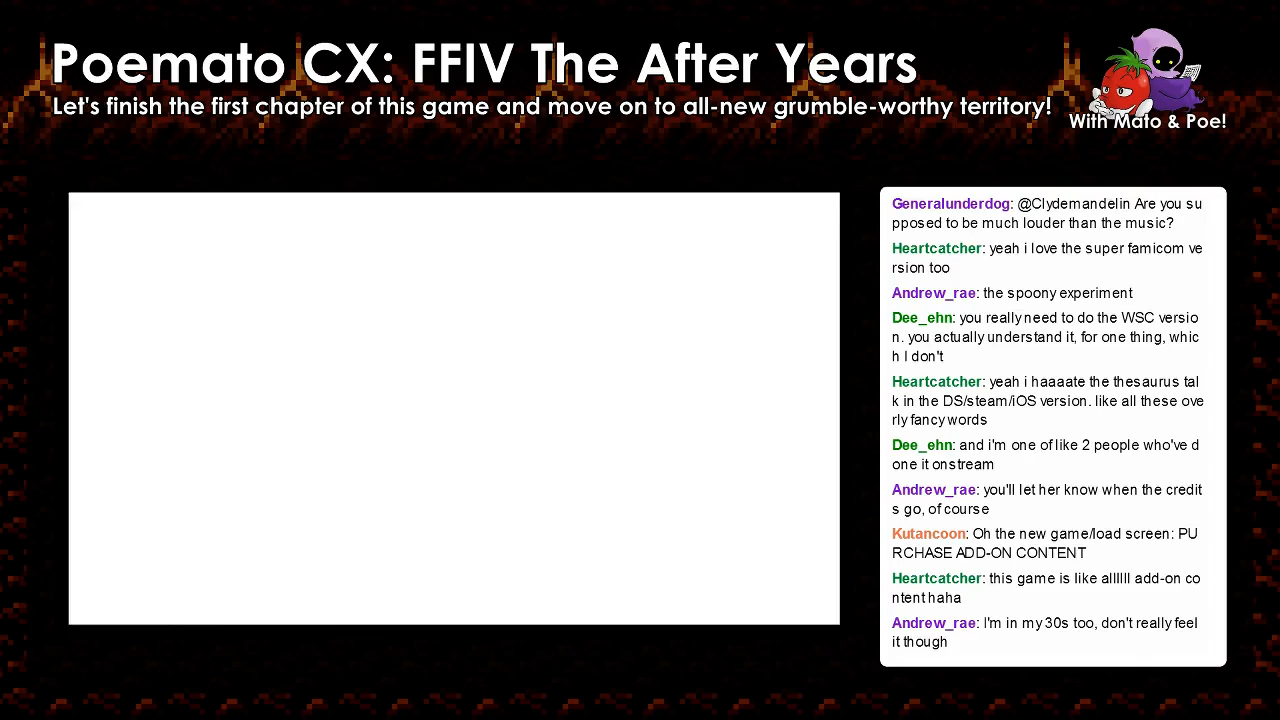 Poemato CX: FFIV The After Years
Let's finish the first chapter of this game and move on to all-new grumble-worthy territory!
With Mato & Poe!
Generalunderdog: @Clydemandelin Are you su
pposed to be much louder than the music?
Heartcatcher: yeah i love the super famicom ve
rsion too
Andrew_rae: the spoony experiment
Dee_ehn: you really need to do the WSC versio
n. you actually understand it, for one thing, whic
h I don't
Heartcatcher: yeah i haaaate the thesaurus tal
k in the DS/steam/iOS version. like all these ove
rly fancy words
Dee_ehn: and i'm one of like 2 people who've d
one it onstream
Andrew_rae: you'll let her know when the credit
s go, of course
Kutancoon: Oh the new game/load screen: PU
RCHASE ADD-ON CONTENT
Heartcatcher: this game is like allllll add-on co
ntent haha
Andrew_rae: I'm in my 30s too, don't really feel
it though